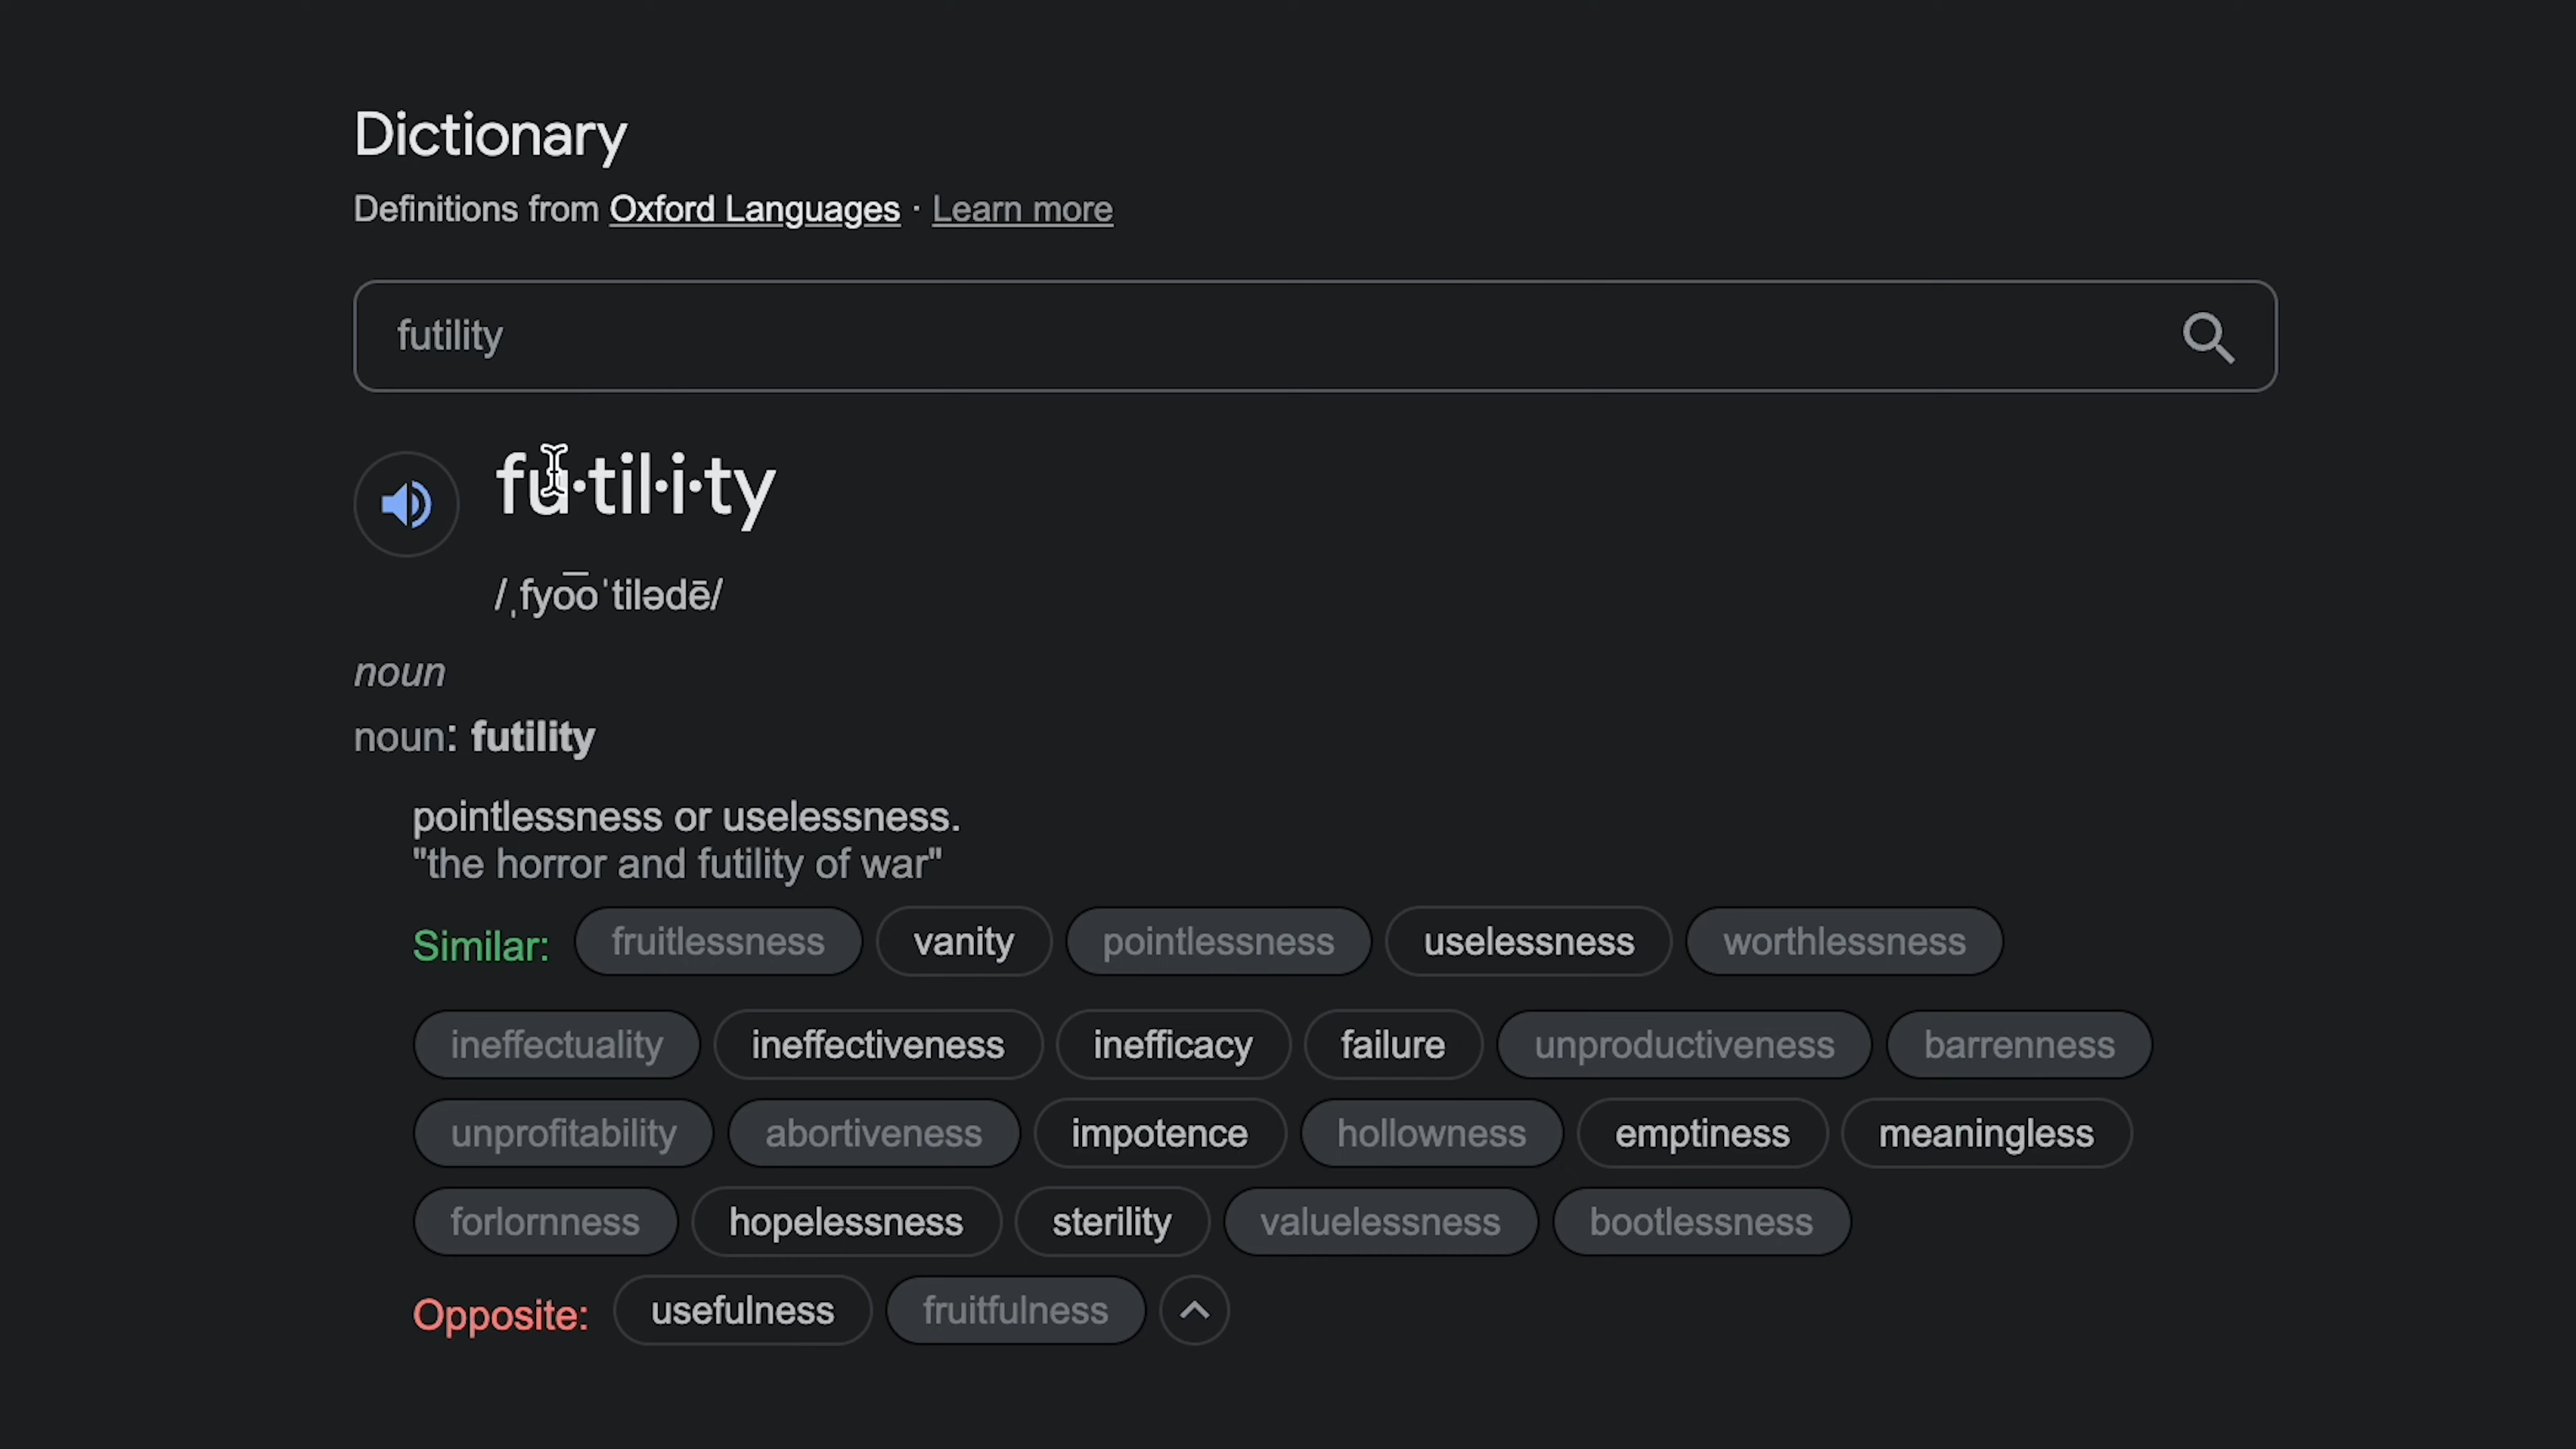 Dictionary
Definitions from Oxford Languages · Learn more
futility
fu·til·i·ty
/ˌfyo͞oˈtilədē/
noun
noun: futility
pointlessness or uselessness.
"the horror and futility of war"
Similar: fruitlessness vanity pointlessness uselessness worthlessness
ineffectuality ineffectiveness inefficacy failure unproductiveness barrenness
unprofitability abortiveness impotence hollowness emptiness meaningless
forlornness hopelessness sterility valuelessness bootlessness
Opposite: usefulness fruitfulness